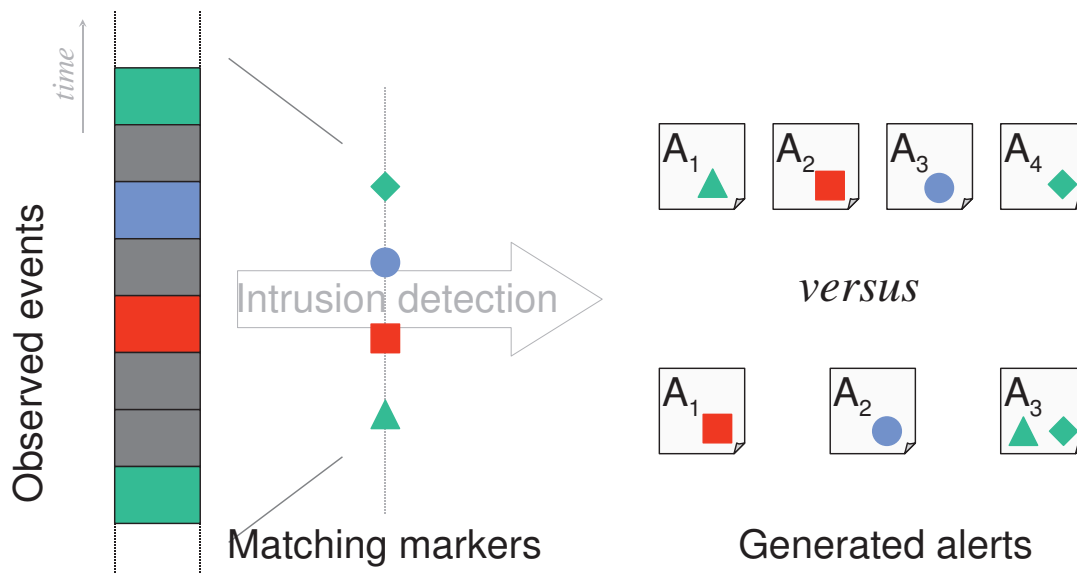 time
Observed events
Intrusion detection
Matching markers
A1
A2
A3
A4
versus
A1
A2
A3
Generated alerts